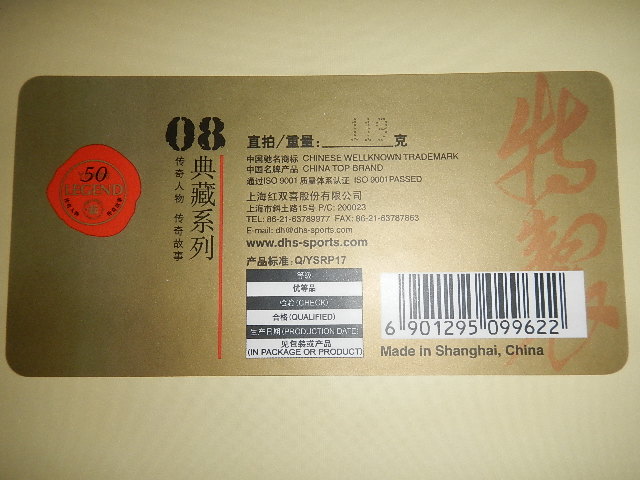 50
LEGEND
08
典藏系列
传奇人物 传奇故事
直拍/重量: 119 克
中国驰名商标 CHINESE WELLKNOWN TRADEMARK
中国名牌产品 CHINA TOP BRAND
通过ISO 9001 质量体系认证 ISO 9001PASSED
上海红双喜股份有限公司
上海市斜土路15号 P/C: 200023
TEL: 86-21-63789977 FAX: 86-21-63787863
E-mail: dh@dhs-sports.com
www.dhs-sports.com
产品标准: Q/YSRP17
等级
优等品
检验(CHECK)
合格(QUALIFIED)
生产日期(PRODUCTION DATE)
见包装或产品
(IN PACKAGE OR PRODUCT)
6 901295 099622
Made in Shanghai, China